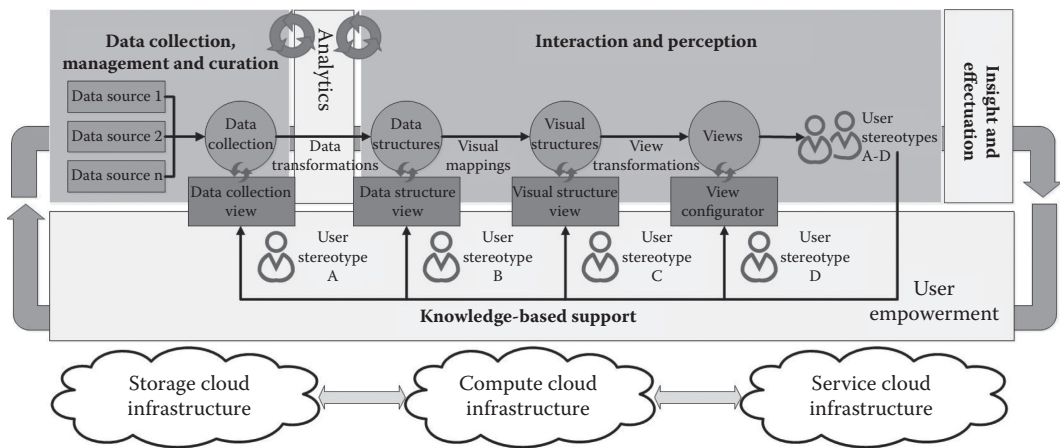 Data collection,
management and curation
Analytics
Interaction and perception
Insight and
effectuation
Data source 1
Data source 2
Data source n
Data
collection
Data
transformations
Data
structures
Visual
mappings
Visual
structures
View
transformations
Views
User
stereotypes
A-D
Data collection
view
Data structure
view
Visual structure
view
View
configurator
User
stereotype
A
User
stereotype
B
User
stereotype
C
User
stereotype
D
Knowledge-based support
User
empowerment
Storage cloud
infrastructure
Compute cloud
infrastructure
Service cloud
infrastructure